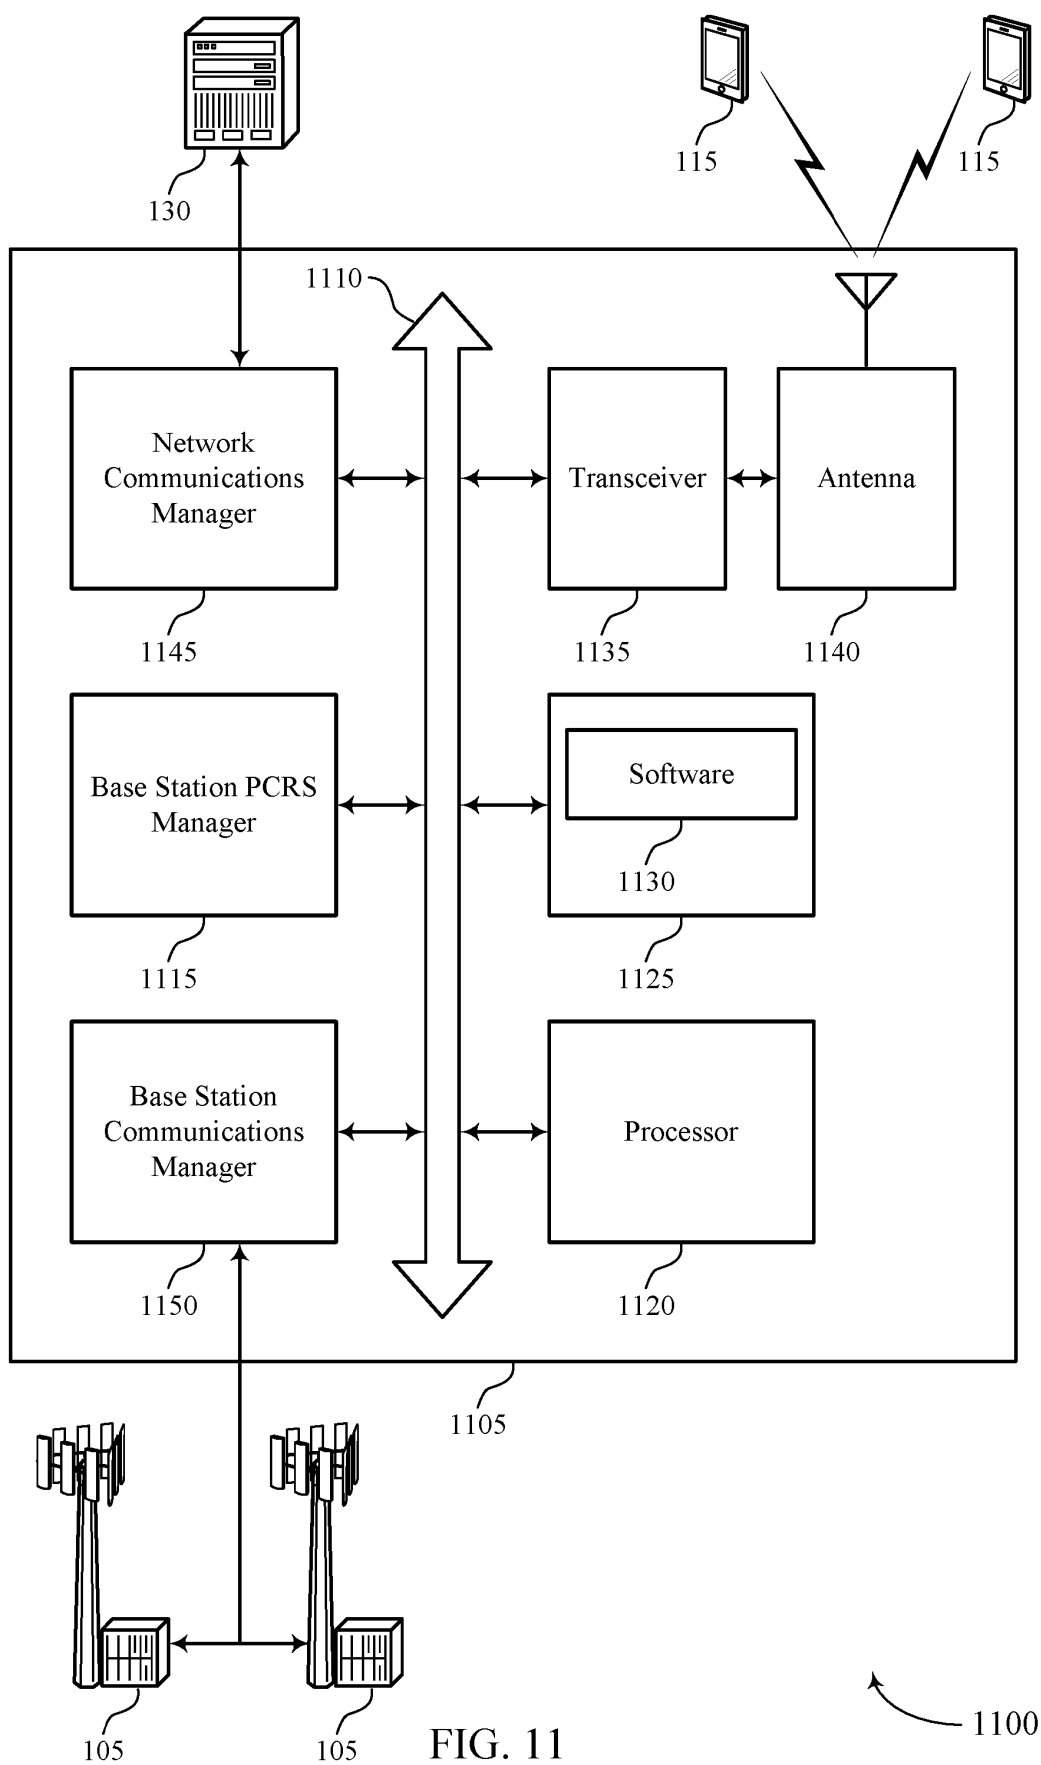 130
115
115
1110
Network
Communications
Manager
Transceiver
Antenna
1145
1135
1140
Base Station PCRS
Manager
Software
1130
1115
1125
Base Station
Communications
Manager
Processor
1150
1120
1105
105
105
FIG. 11
1100